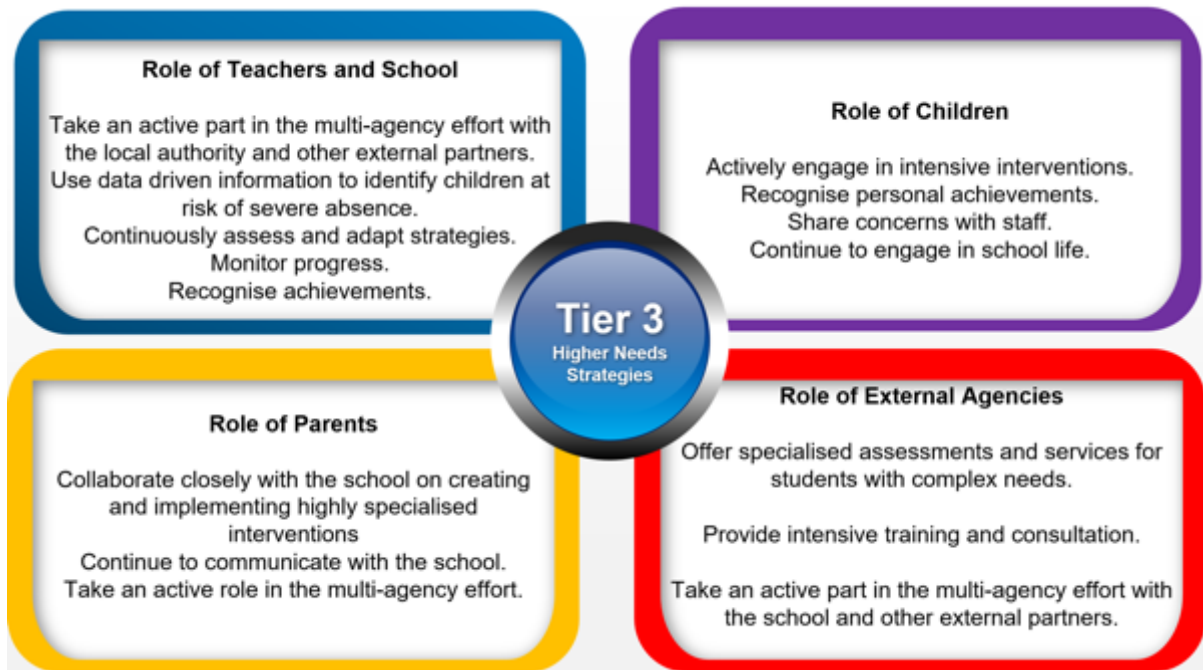 Role of Teachers and School
Take an active part in the multi-agency effort with
the local authority and other external partners.
Use data driven information to identify children at
risk of severe absence.
Continuously assess and adapt strategies.
Monitor progress.
Recognise achievements.
Role of Children
Actively engage in intensive interventions.
Recognise personal achievements.
Share concerns with staff.
Continue to engage in school life.
Tier 3
Higher Needs
Strategies
Role of Parents
Collaborate closely with the school on creating
and implementing highly specialised
interventions
Continue to communicate with the school.
Take an active role in the multi-agency effort.
Role of External Agencies
Offer specialised assessments and services for
students with complex needs.
Provide intensive training and consultation.
Take an active part in the multi-agency effort with
the school and other external partners.